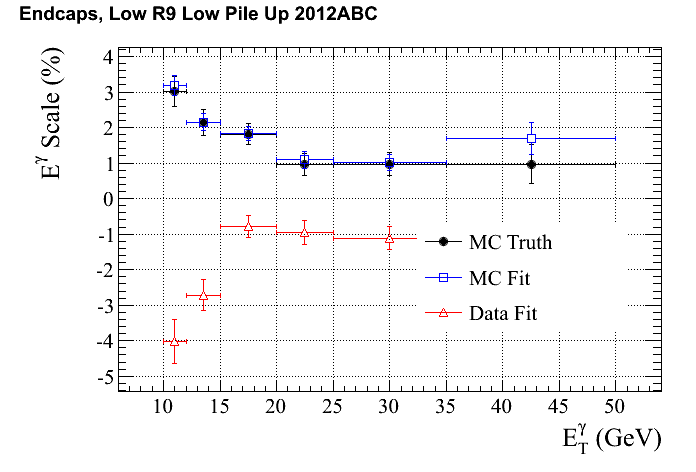 Endcaps, Low R9 Low Pile Up 2012ABC
E^γ Scale (%)
4
3
2
1
0
-1
-2
-3
-4
-5
MC Truth
MC Fit
Data Fit
10 15 20 25 30 35 40 45 50
E_T^γ (GeV)